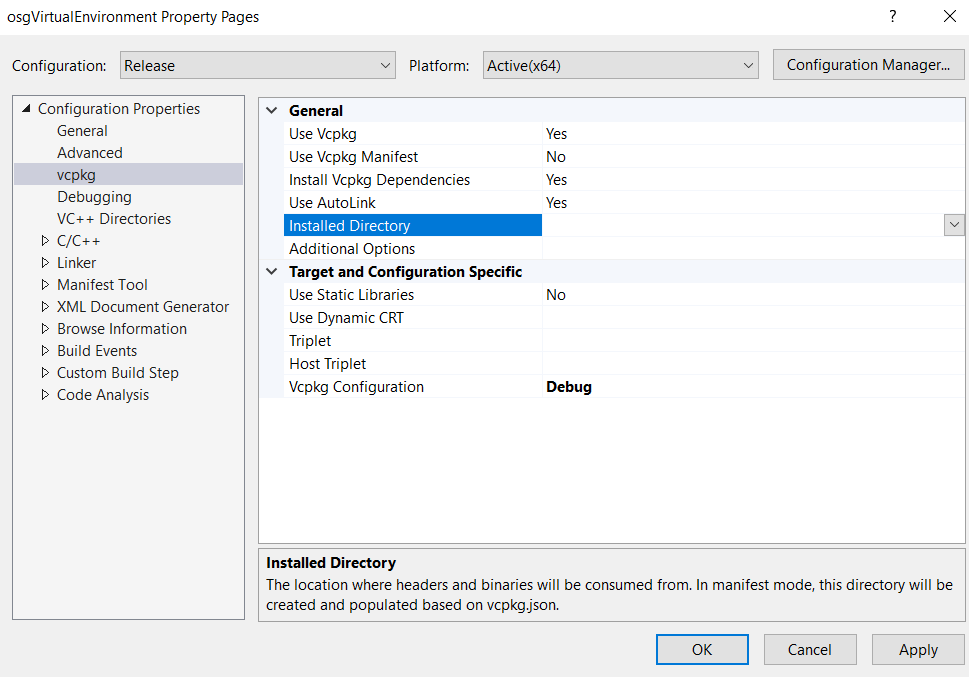 osgVirtualEnvironment Property Pages
?
Configuration: Release Platform: Active(x64) Configuration Manager...
Configuration Properties
General
Advanced
vcpkg
Debugging
VC++ Directories
C/C++
Linker
Manifest Tool
XML Document Generator
Browse Information
Build Events
Custom Build Step
Code Analysis
General
Use Vcpkg Yes
Use Vcpkg Manifest No
Install Vcpkg Dependencies Yes
Use AutoLink Yes
Installed Directory
Additional Options
Target and Configuration Specific
Use Static Libraries No
Use Dynamic CRT
Triplet
Host Triplet
Vcpkg Configuration Debug
Installed Directory
The location where headers and binaries will be consumed from. In manifest mode, this directory will be
created and populated based on vcpkg.json.
OK Cancel Apply